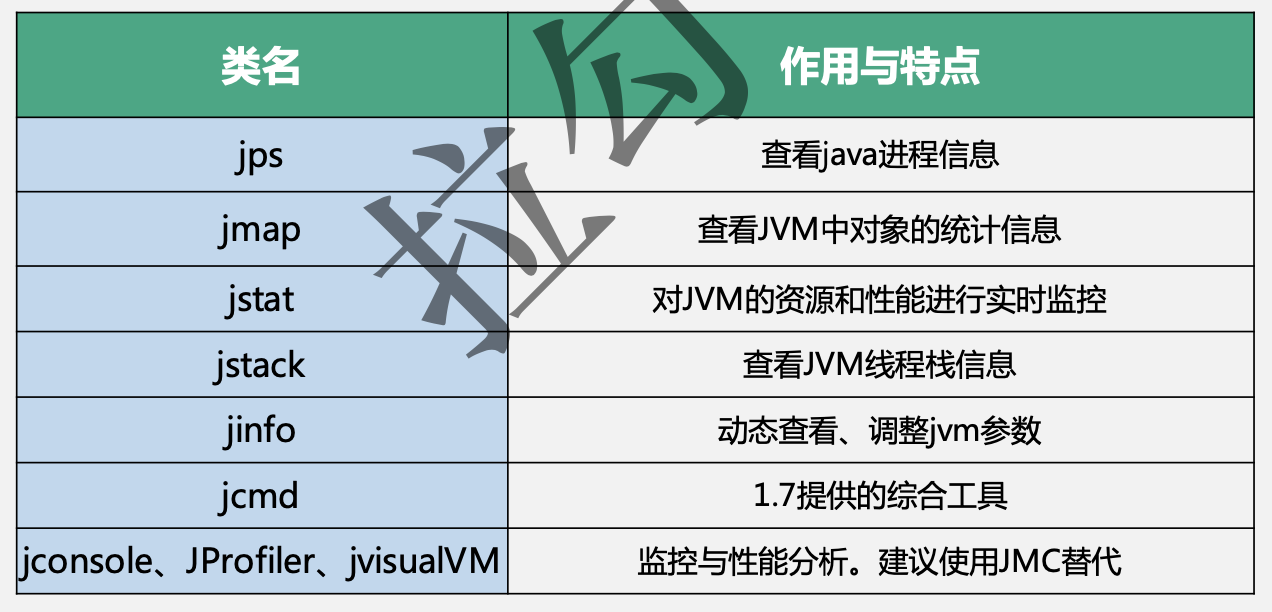 类名
作用与特点
jps
查看java进程信息
jmap
查看JVM中对象的统计信息
jstat
对JVM的资源和性能进行实时监控
jstack
查看JVM线程栈信息
jinfo
动态查看、调整jvm参数
jcmd
1.7提供的综合工具
jconsole、JProfiler、jvisualVM
监控与性能分析。建议使用JMC替代
拉勾